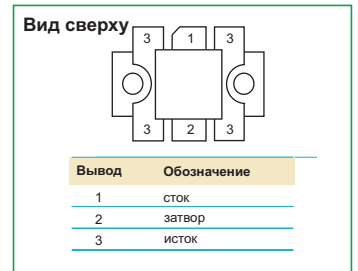 Вид сверху
3 1 3
3 2 3
Вывод Обозначение
1 сток
2 затвор
3 исток